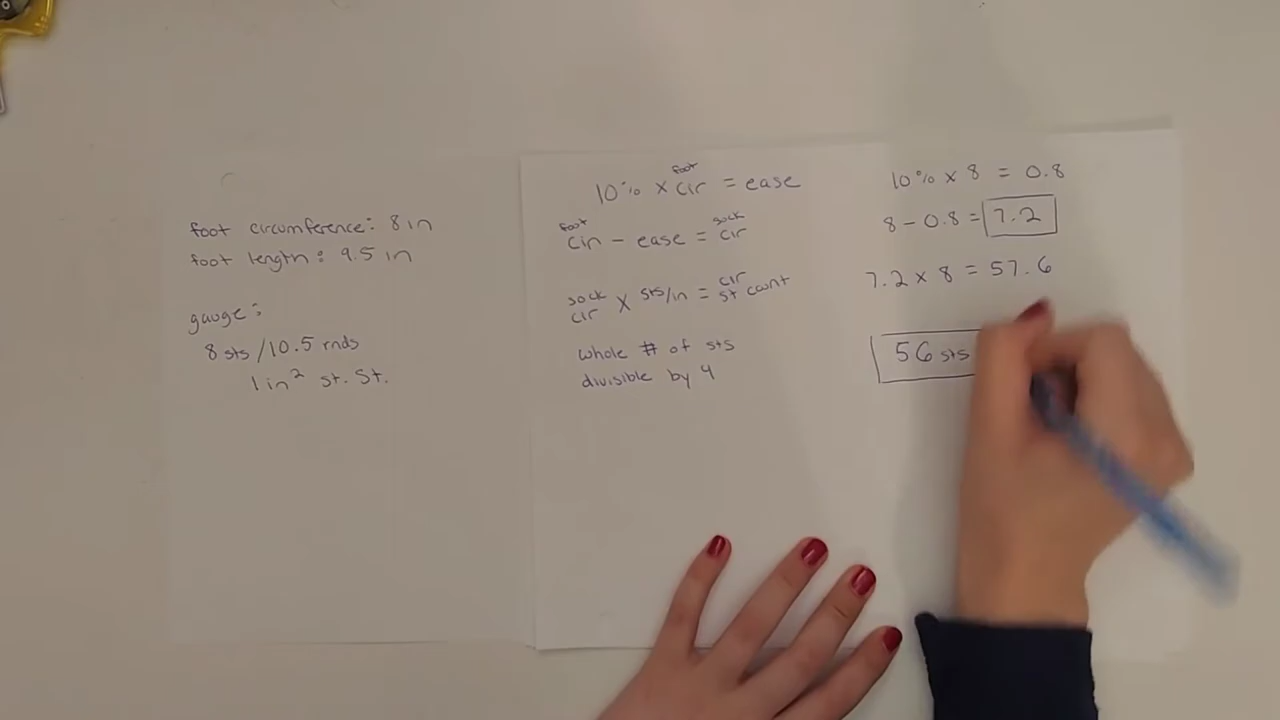 foot circumference: 8 in
foot length: 9.5 in
gauge:
8 sts/10.5 rnds
1 in² st. St.
10% x foot cir = ease
foot cir - ease = sock cir
sock cir x sts/in = cir st count
whole # of sts
divisible by 4
10% x 8 = 0.8
8 - 0.8 = 7.2
7.2 x 8 = 57.6
56 sts